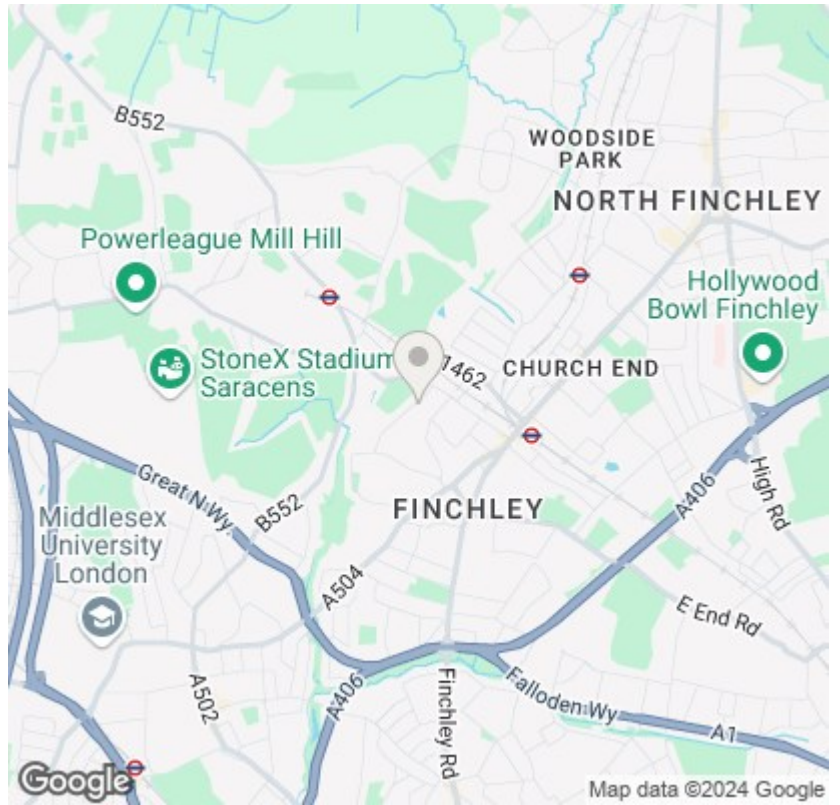 B552
WOODSIDE
PARK
NORTH FINCHLEY
Powerleague Mill Hill
Hollywood
Bowl Finchley
StoneX Stadium
Saracens
1462
CHURCH END
Great N Wy
B552
FINCHLEY
A406
High Rd
Middlesex
University
London
A504
E End Rd
A502
A406
Finchley Rd
Falloden Wy
A1
Google
Map data ©2024 Google